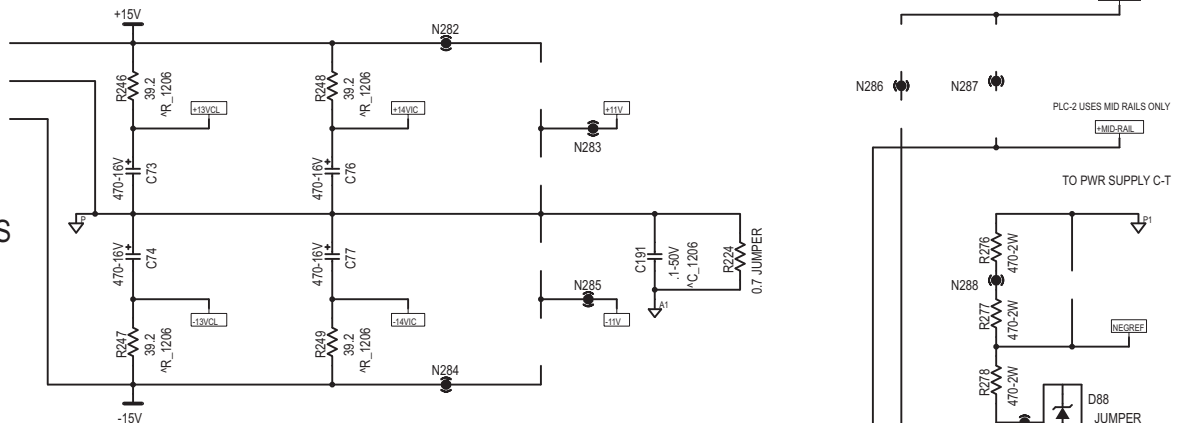 +15V
N282
R246
39.2
^R_1206
+13VCL
R248
39.2
^R_1206
+14VIC
+11V
N283
470-16V
+
C73
470-16V
+
C76
P
S
470-16V
+
C74
470-16V
+
C77
C191
.1-50V
^C_1206
R224
0.7 JUMPER
A1
N285
-11V
-13VCL
-14VIC
R247
39.2
^R_1206
R249
39.2
^R_1206
N284
-15V
N286
N287
PLC-2 USES MID RAILS ONLY
+MID-RAIL
TO PWR SUPPLY C-T
P1
R276
470-2W
N288
R277
470-2W
NEGREF
R278
470-2W
D88
JUMPER